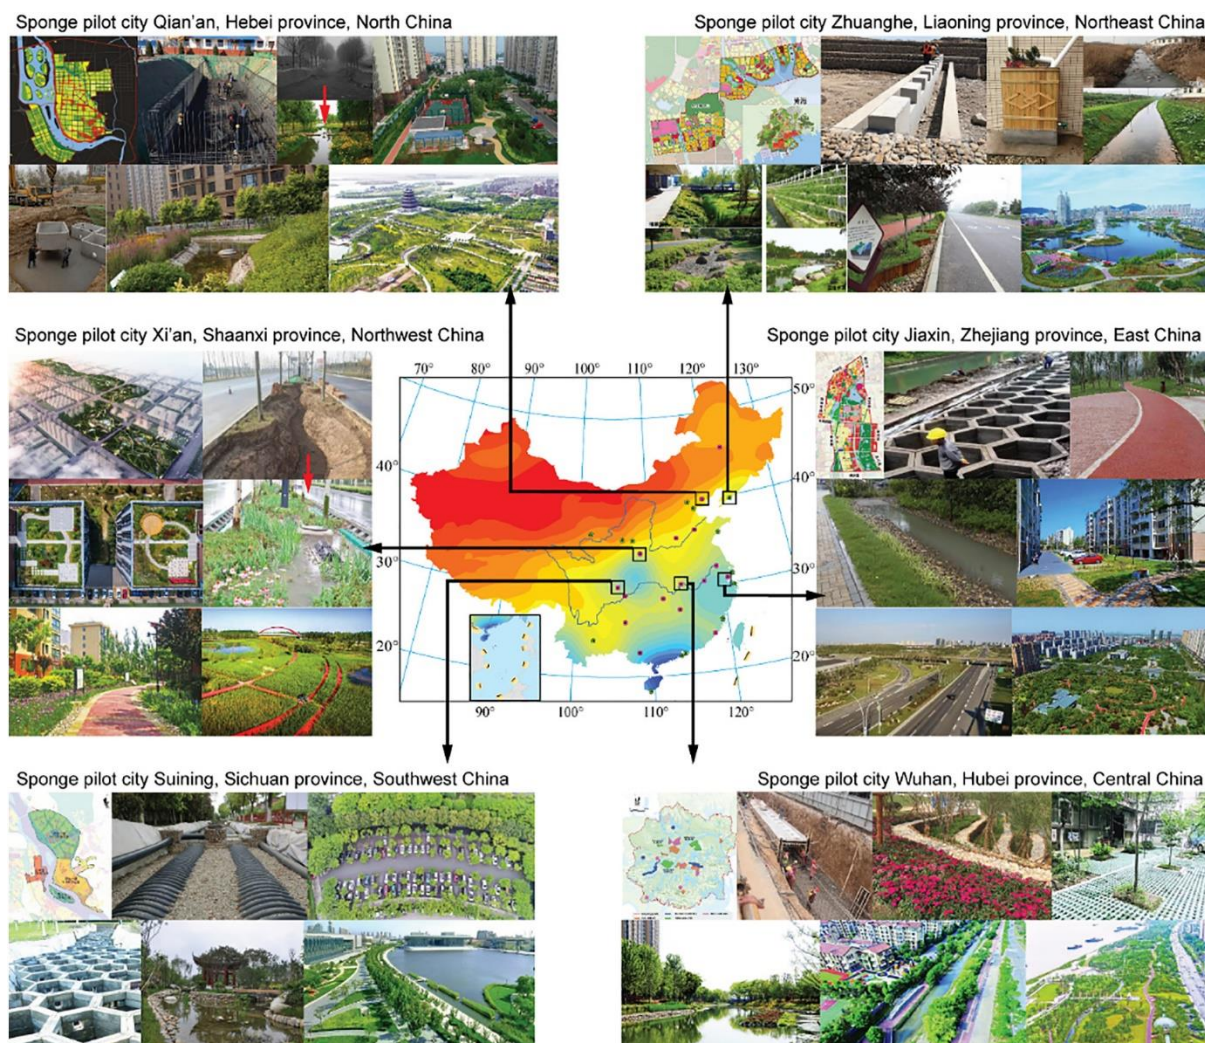 Sponge pilot city Qian'an, Hebei province, North China
Sponge pilot city Zhuanghe, Liaoning province, Northeast China
Sponge pilot city Xi'an, Shaanxi province, Northwest China
Sponge pilot city Jiaxin, Zhejiang province, East China
70° 80° 90° 100° 110° 120° 130°
50°
40°
40°
30°
30°
20°
20°
90° 100° 110° 120°
Sponge pilot city Suining, Sichuan province, Southwest China
Sponge pilot city Wuhan, Hubei province, Central China